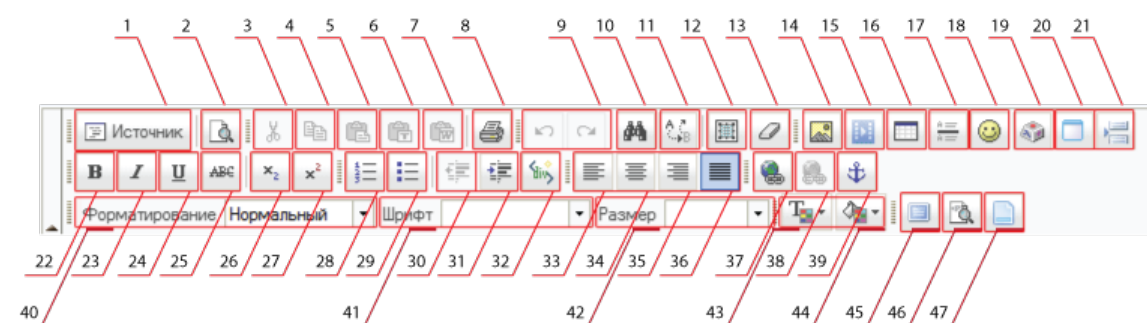 1 2 3 4 5 6 7 8 9 10 11 12 13 14 15 16 17 18 19 20 21
Источник
B I U ABC x₂ x²
Форматирование Нормальный Шрифт Размер T
22 23 24 25 26 27 28 29 30 31 32 33 34 35 36 37 38 39
40 41 42 43 44 45 46 47